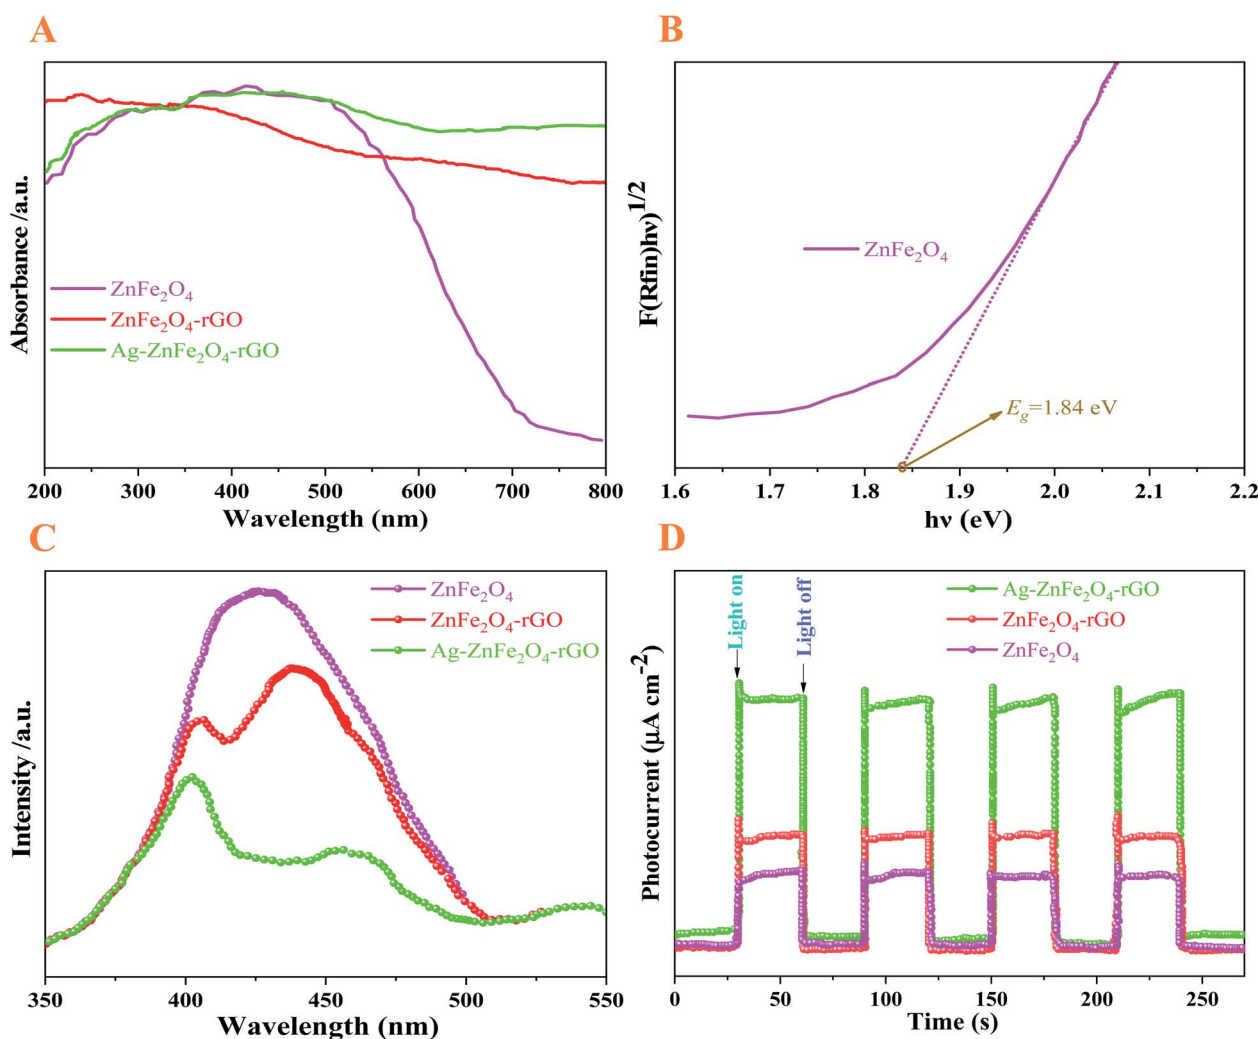 A
Absorbance /a.u.
ZnFe₂O₄
ZnFe₂O₄-rGO
Ag-ZnFe₂O₄-rGO
200 300 400 500 600 700 800
Wavelength (nm)
B
F(Rfin)hν)^1/2
ZnFe₂O₄
E_g=1.84 eV
1.6 1.7 1.8 1.9 2.0 2.1 2.2
hν (eV)
C
Intensity /a.u.
ZnFe₂O₄
ZnFe₂O₄-rGO
Ag-ZnFe₂O₄-rGO
350 400 450 500 550
Wavelength (nm)
D
Photocurrent (μA cm⁻²)
Light on
Light off
Ag-ZnFe₂O₄-rGO
ZnFe₂O₄-rGO
ZnFe₂O₄
0 50 100 150 200 250
Time (s)